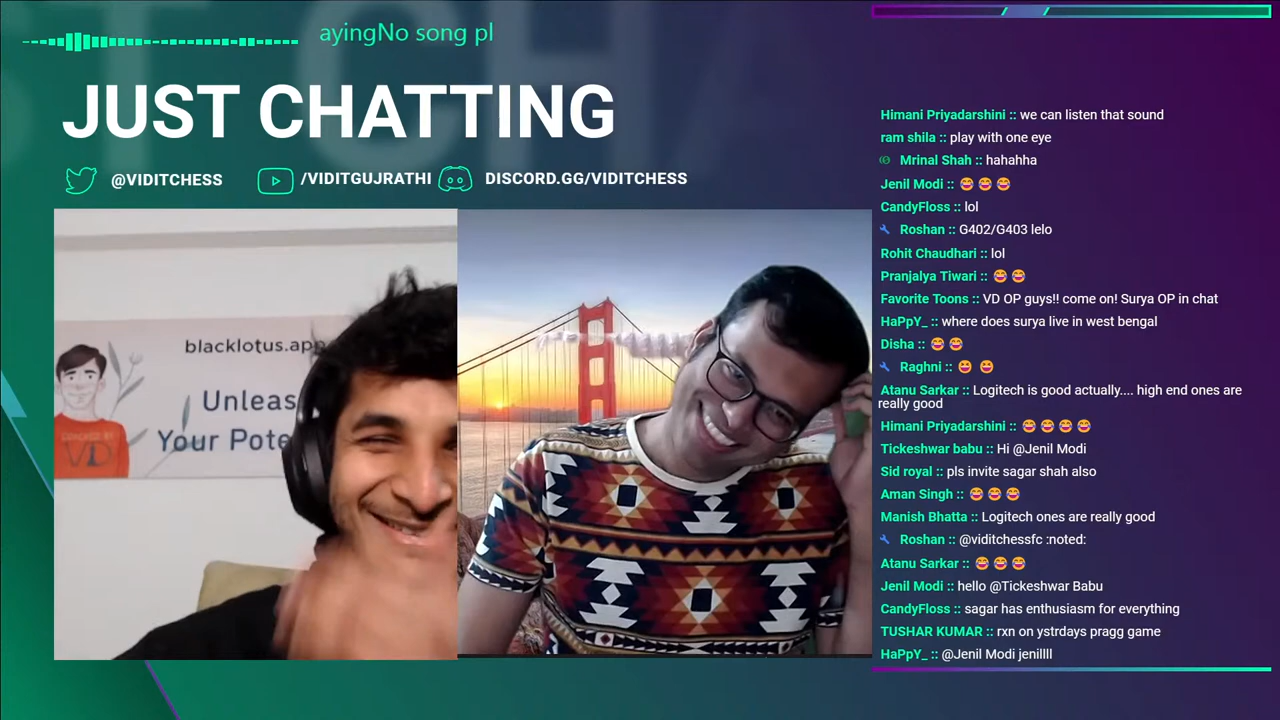 ayingNo song pl
JUST CHATTING
@VIDITCHESS
/VIDITGUJRATHI
DISCORD.GG/VIDITCHESS
blacklotus.app
Unleas
Your Pote
VD
Himani Priyadarshini :: we can listen that sound
ram shila :: play with one eye
Mrinal Shah :: hahahha
Jenil Modi :: 😂 😂 😂
CandyFloss :: lol
Roshan :: G402/G403 lelo
Rohit Chaudhari :: lol
Pranjalya Tiwari :: 😂 😂
Favorite Toons :: VD OP guys!! come on! Surya OP in chat
HaPpY_ :: where does surya live in west bengal
Disha :: 😂 😂
Raghni :: 😆 😆
Atanu Sarkar :: Logitech is good actually.... high end ones are
really good
Himani Priyadarshini :: 😂 😂 😂 😂
Tickeshwar babu :: Hi @Jenil Modi
Sid royal :: pls invite sagar shah also
Aman Singh :: 😂 😂 😂
Manish Bhatta :: Logitech ones are really good
Roshan :: @viditchessfc :noted:
Atanu Sarkar :: 😂 😂 😂
Jenil Modi :: hello @Tickeshwar Babu
CandyFloss :: sagar has enthusiasm for everything
TUSHAR KUMAR :: rxn on ystrdays pragg game
HaPpY_ :: @Jenil Modi jenillll